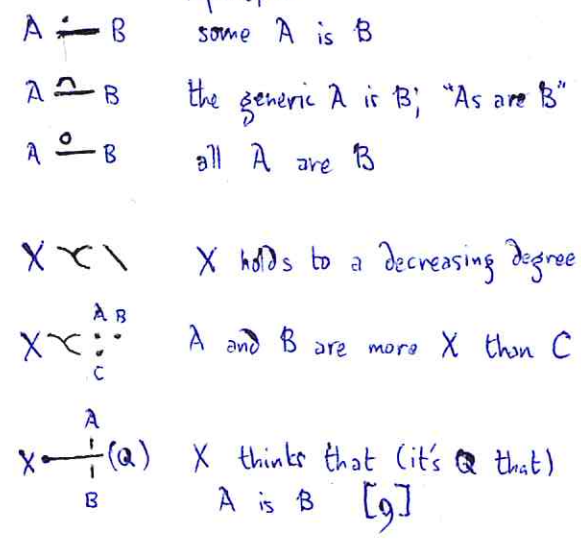 A B some A is B
A B the generic A is B; "As are B"
A B all A are B
X X holds to a decreasing degree
A B
X A and B are more X than C
C
A
X (Q) X thinks that (it's Q that)
B A is B [9]